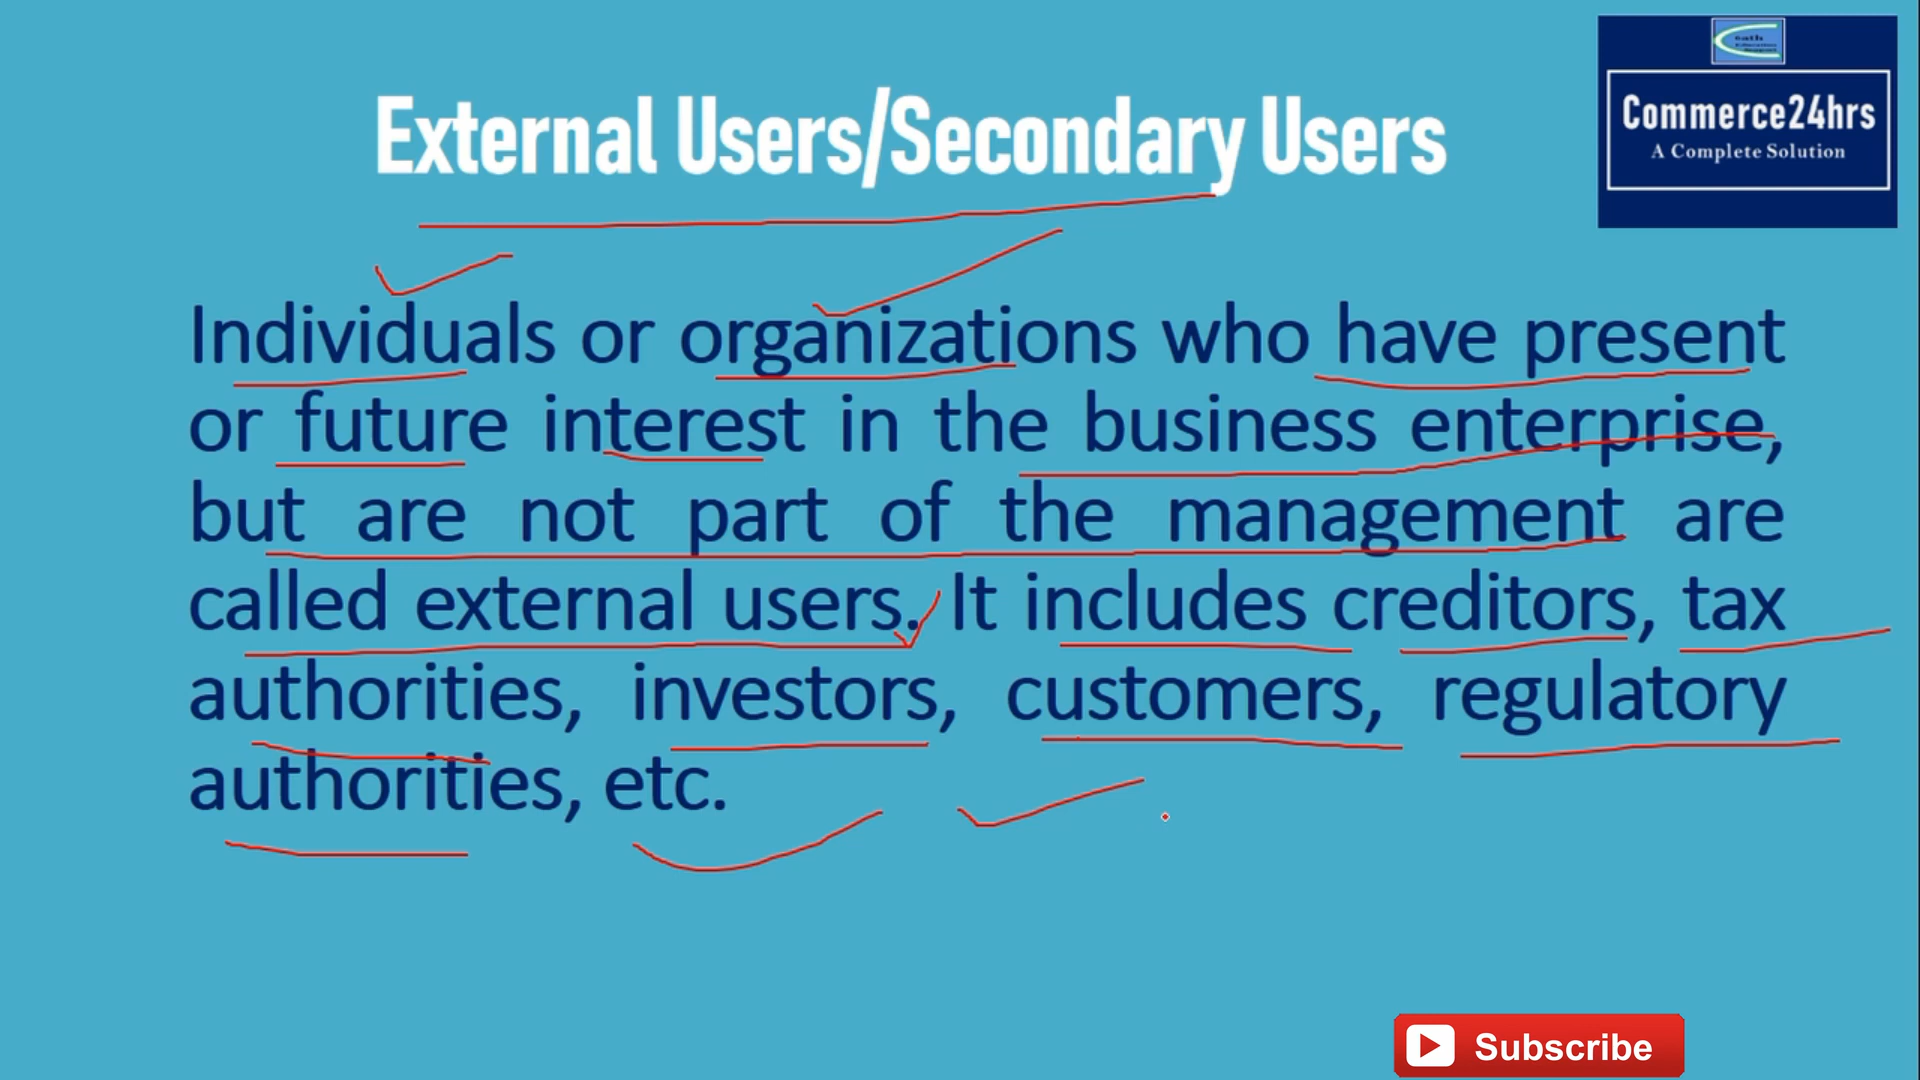 External Users/Secondary Users
Commerce24hrs
A Complete Solution
Individuals or organizations who have present
or future interest in the business enterprise,
but are not part of the management are
called external users. It includes creditors, tax
authorities, investors, customers, regulatory
authorities, etc.
Subscribe